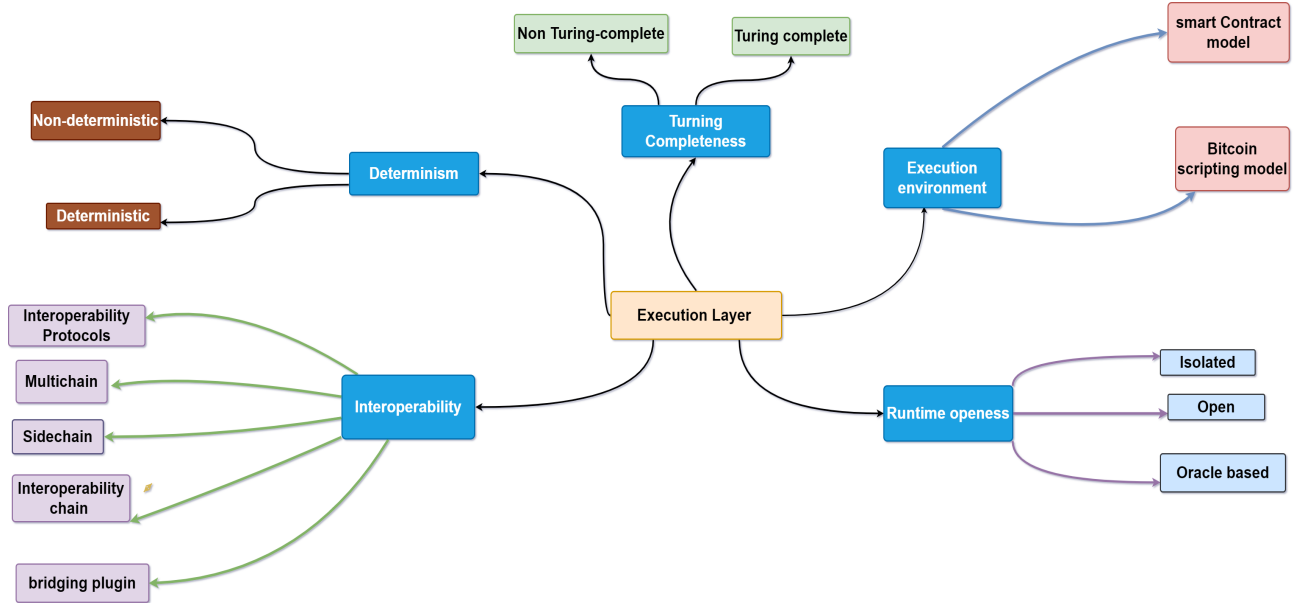 smart Contract
model
Non Turing-complete
Turing complete
Non-deterministic
Turning
Completeness
Bitcoin
scripting model
Determinism
Execution
environment
Deterministic
Execution Layer
Interoperability
Protocols
Isolated
Multichain
Interoperability
Runtime openess
Open
Sidechain
Oracle based
Interoperability
chain
bridging plugin